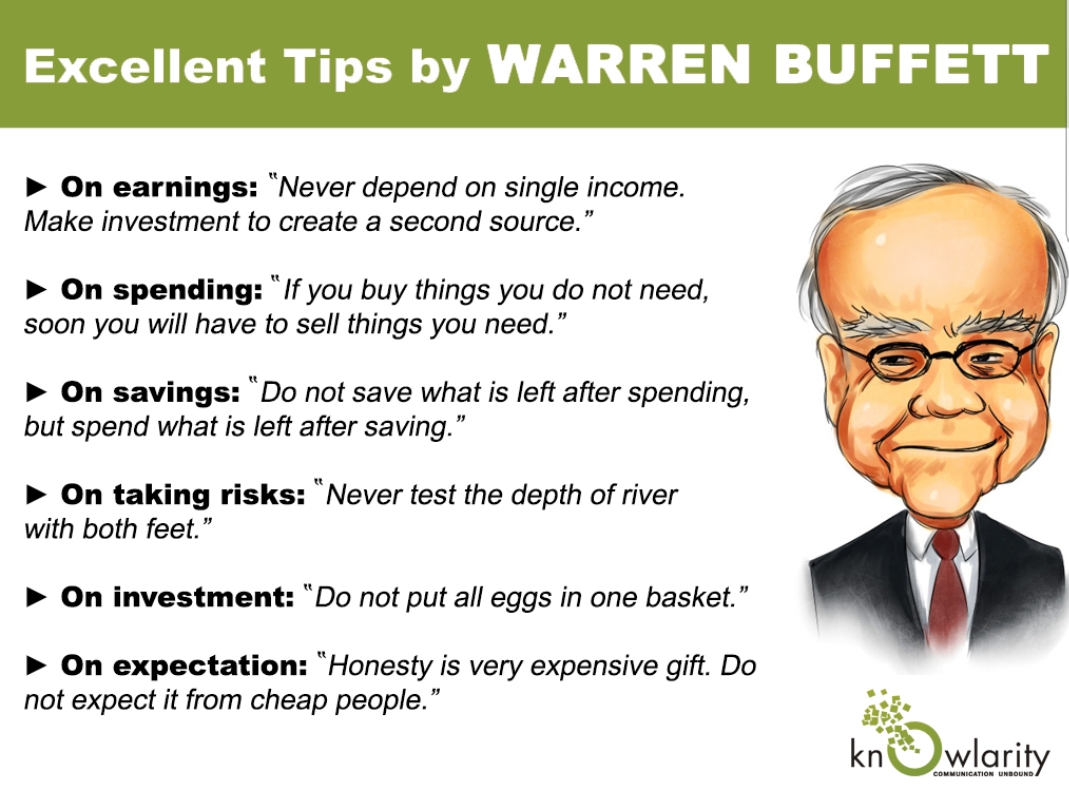 Excellent Tips by WARREN BUFFETT
► On earnings: “Never depend on single income.
Make investment to create a second source.”
► On spending: “If you buy things you do not need,
soon you will have to sell things you need.”
► On savings: “Do not save what is left after spending,
but spend what is left after saving.”
► On taking risks: “Never test the depth of river
with both feet.”
► On investment: “Do not put all eggs in one basket.”
► On expectation: “Honesty is very expensive gift. Do
not expect it from cheap people.”
knOwlarity
COMMUNICATION UNBOUND